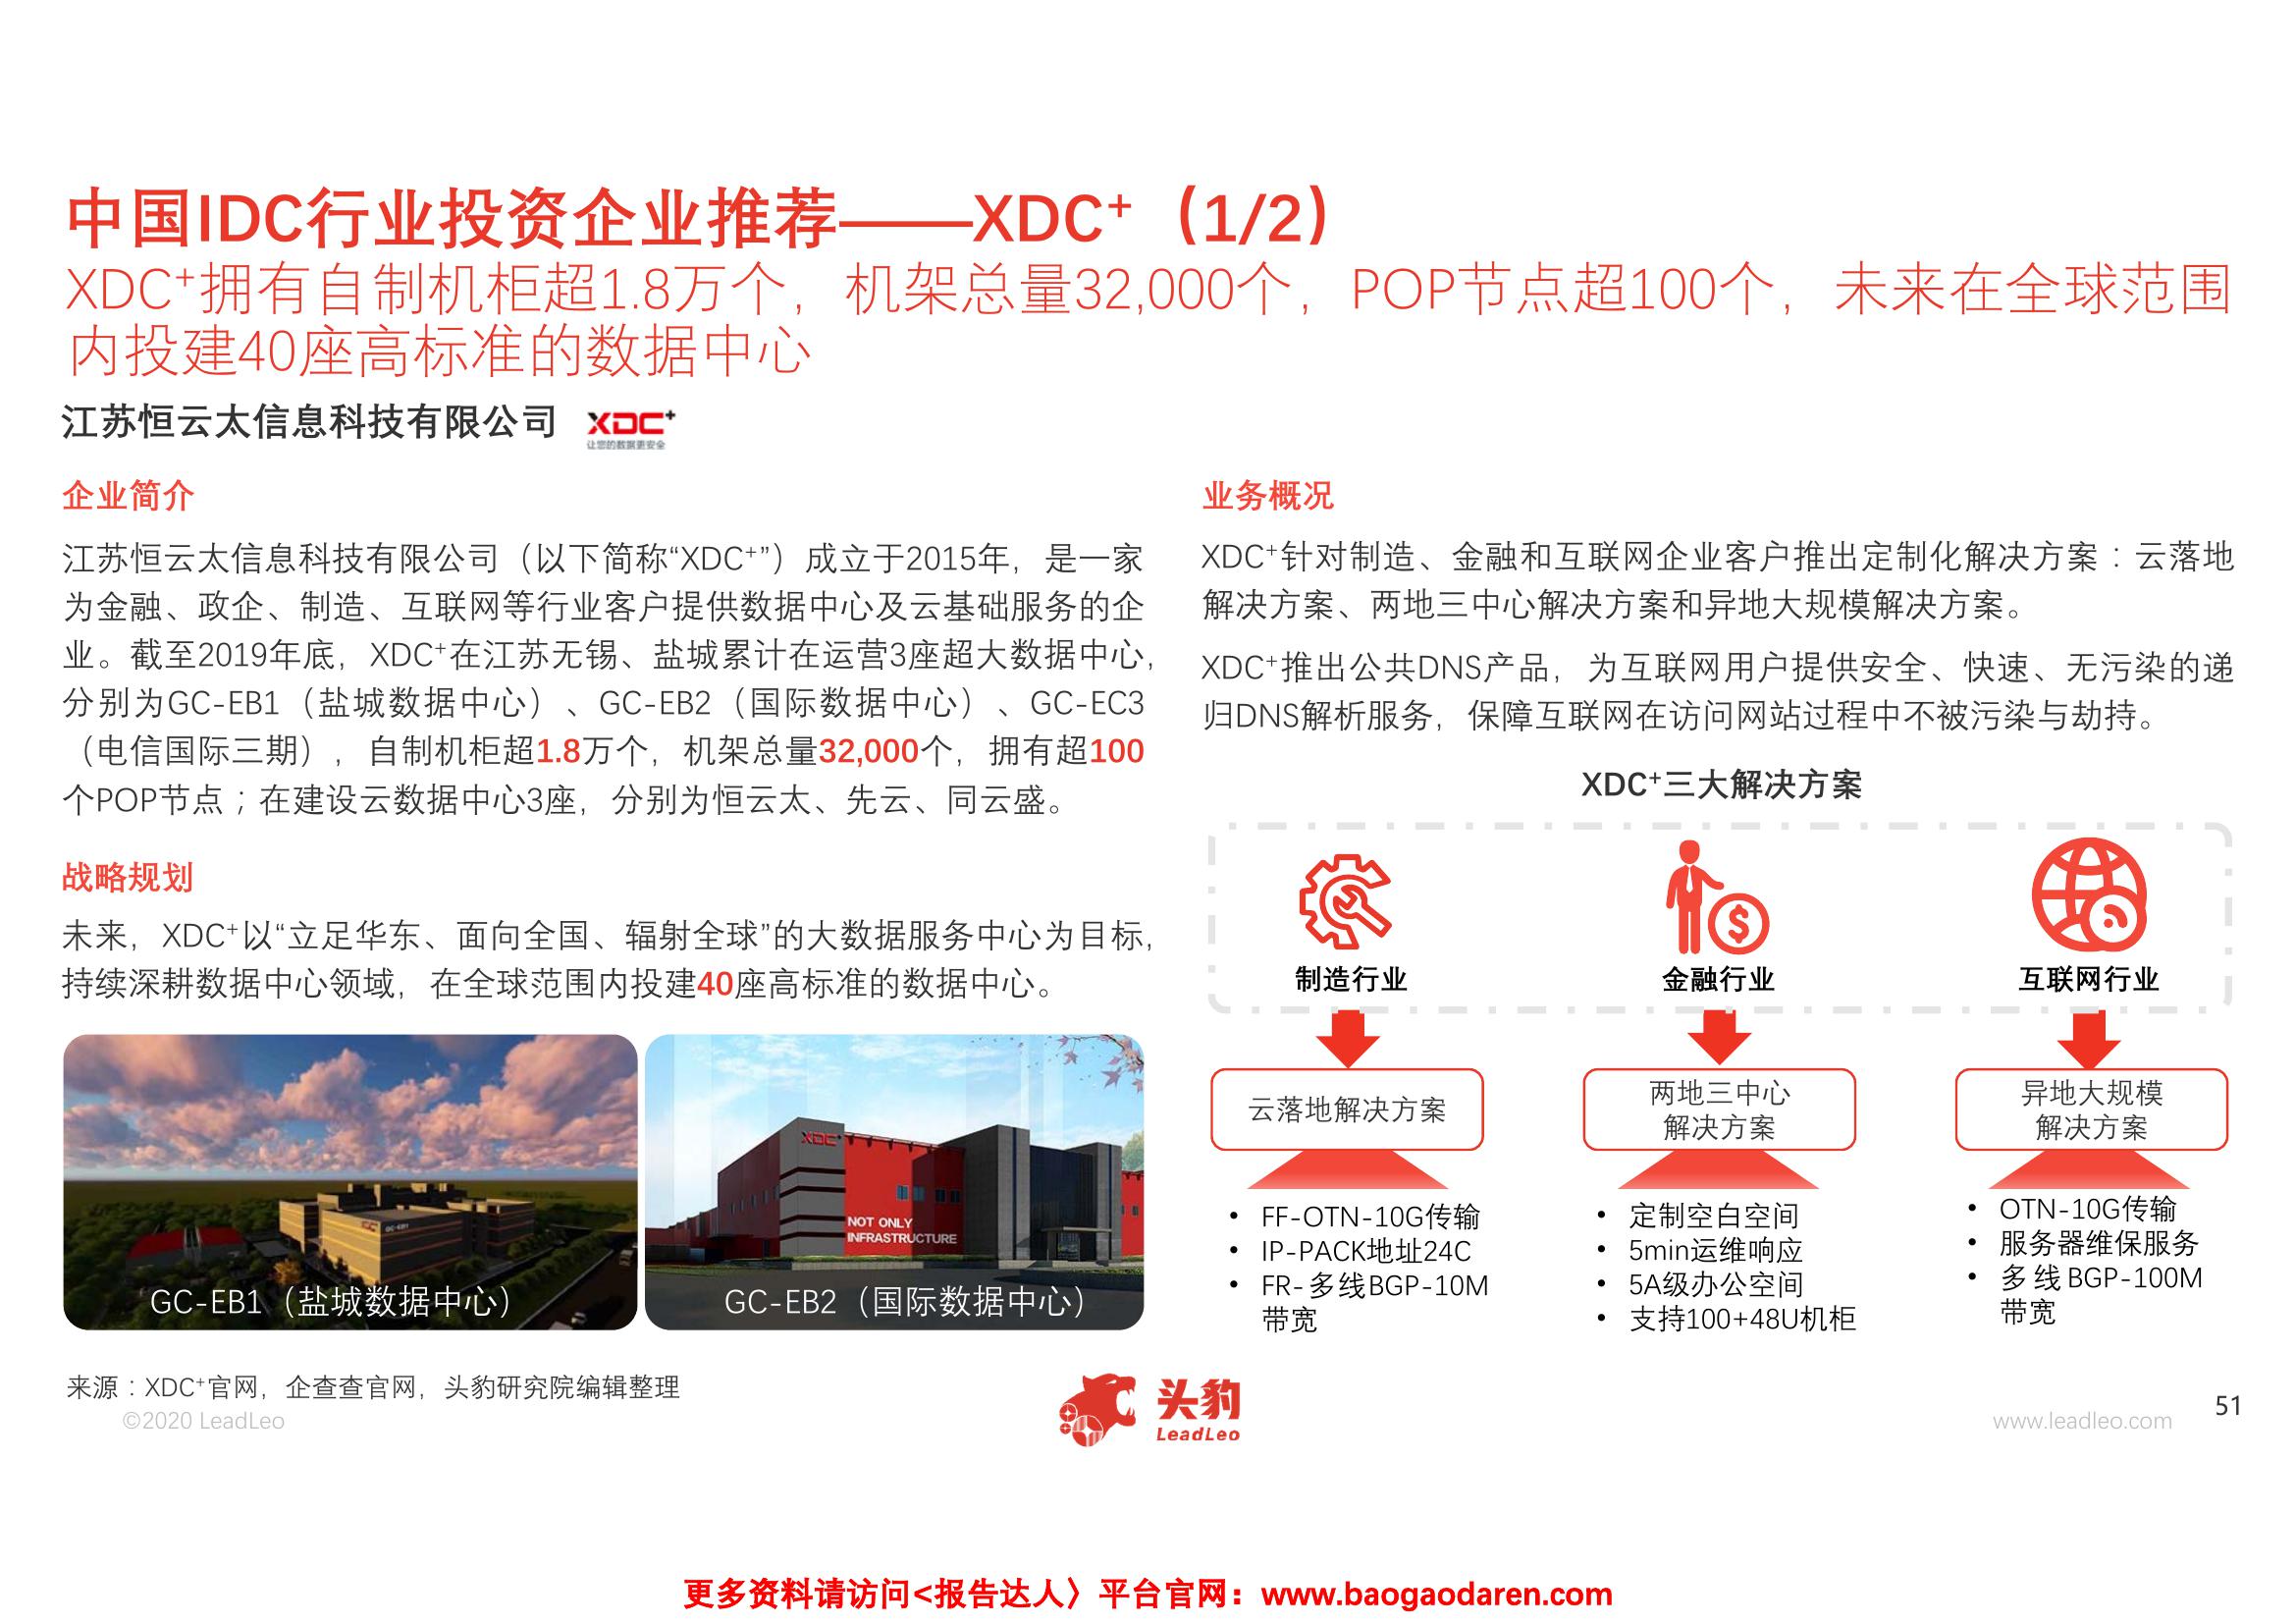 中国IDC行业投资企业推荐——XDC⁺（1/2）
XDC⁺拥有自制机柜超1.8万个，机架总量32,000个，POP节点超100个，未来在全球范围
内投建40座高标准的数据中心
江苏恒云太信息科技有限公司
XDC⁺
让您的数据更安全
企业简介
江苏恒云太信息科技有限公司（以下简称“XDC⁺”）成立于2015年，是一家
为金融、政企、制造、互联网等行业客户提供数据中心及云基础服务的企
业。截至2019年底，XDC⁺在江苏无锡、盐城累计在运营3座超大数据中心，
分别为GC-EB1（盐城数据中心）、GC-EB2（国际数据中心）、GC-EC3
（电信国际三期），自制机柜超1.8万个，机架总量32,000个，拥有超100
个POP节点；在建设云数据中心3座，分别为恒云太、先云、同云盛。
战略规划
未来，XDC⁺以“立足华东、面向全国、辐射全球”的大数据服务中心为目标，
持续深耕数据中心领域，在全球范围内投建40座高标准的数据中心。
XDC GC-EB1
GC-EB1（盐城数据中心）
XDC⁺
NOT ONLY
INFRASTRUCTURE
GC-EB2（国际数据中心）
业务概况
XDC⁺针对制造、金融和互联网企业客户推出定制化解决方案：云落地
解决方案、两地三中心解决方案和异地大规模解决方案。
XDC⁺推出公共DNS产品，为互联网用户提供安全、快速、无污染的递
归DNS解析服务，保障互联网在访问网站过程中不被污染与劫持。
XDC⁺三大解决方案
制造行业
金融行业
互联网行业
云落地解决方案
两地三中心
解决方案
异地大规模
解决方案
• FF-OTN-10G传输
• IP-PACK地址24C
• FR-多线BGP-10M
带宽
• 定制空白空间
• 5min运维响应
• 5A级办公空间
• 支持100+48U机柜
• OTN-10G传输
• 服务器维保服务
• 多线BGP-100M
带宽
来源：XDC⁺官网，企查查官网，头豹研究院编辑整理
©2020 LeadLeo
头豹
LeadLeo
www.leadleo.com
51
更多资料请访问<报告达人〉平台官网：www.baogaodaren.com